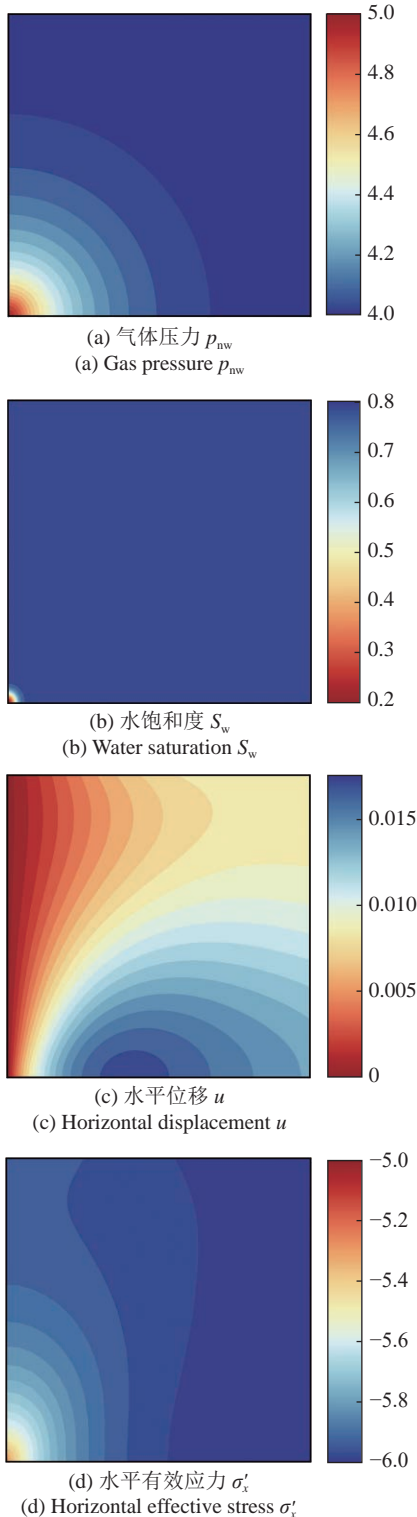 5.0
4.8
4.6
4.4
4.2
4.0
(a) 气体压力 pnw
(a) Gas pressure pnw
0.8
0.7
0.6
0.5
0.4
0.3
0.2
(b) 水饱和度 Sw
(b) Water saturation Sw
0.015
0.010
0.005
0
(c) 水平位移 u
(c) Horizontal displacement u
−5.0
−5.2
−5.4
−5.6
−5.8
−6.0
(d) 水平有效应力 σ′x
(d) Horizontal effective stress σ′x